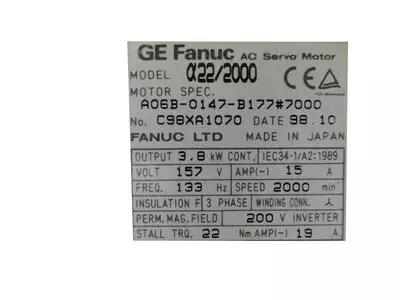 GE Fanuc AC Servo Motor
MODEL α22/2000
MOTOR SPEC.
A06B-0147-B177#7000
No. C98XA1070 DATE 98.10
FANUC LTD MADE IN JAPAN
OUTPUT 3.8 kW CONT. IEC34-1/A2:1989
VOLT 157 V AMP(~) 15 A
FREQ. 133 Hz SPEED 2000 min⁻¹
INSULATION F 3 PHASE WINDING CONN. 人
PERM. MAG. FIELD 200 V INVERTER
STALL TRQ. 22 Nm AMP(~) 19 A